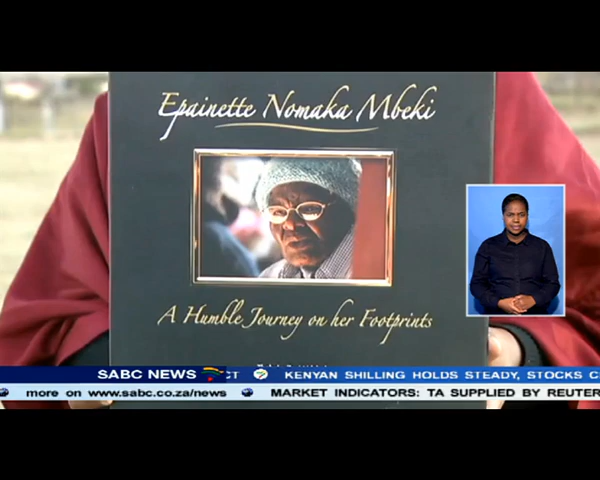 Epainette Nomaka Mbeki
A Humble Journey on her Footprints
SABC NEWS CT KENYAN SHILLING HOLDS STEADY, STOCKS C
more on www.sabc.co.za/news MARKET INDICATORS: TA SUPPLIED BY REUTER